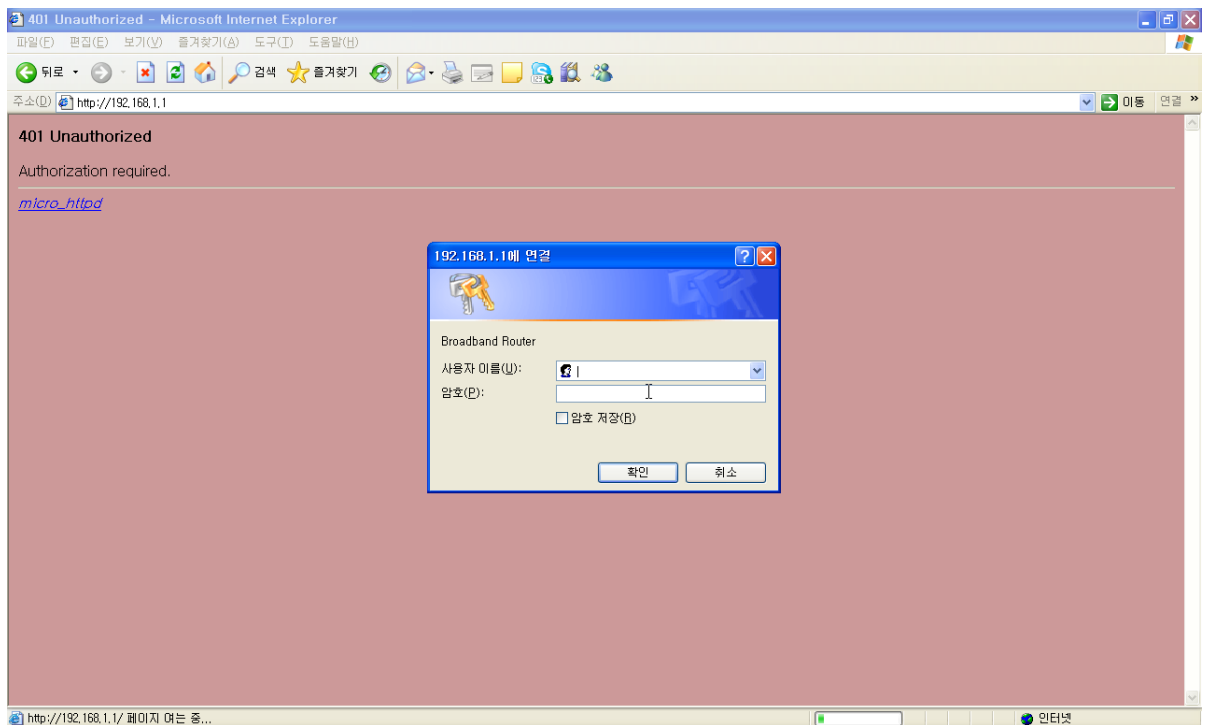 401 Unauthorized - Microsoft Internet Explorer
파일(F) 편집(E) 보기(V) 즐겨찾기(A) 도구(T) 도움말(H)
뒤로 검색 즐겨찾기
주소(D) http://192.168.1.1 이동 연결 »
401 Unauthorized
Authorization required.
micro_httpd
192.168.1.1에 연결
Broadband Router
사용자 이름(U):
암호(P):
암호 저장(R)
확인 취소
http://192.168.1.1/ 페이지 여는 중... 인터넷